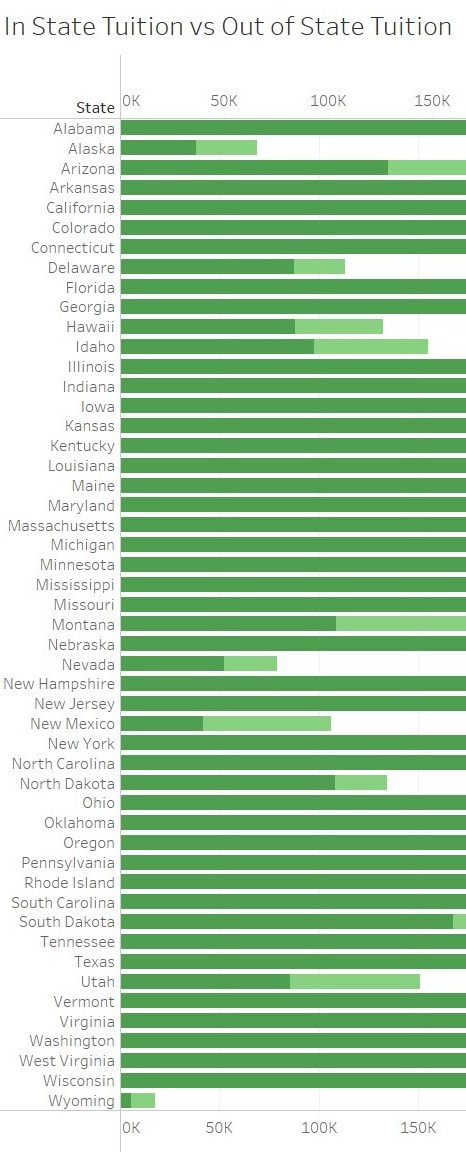 In State Tuition vs Out of State Tuition
State 0K 50K 100K 150K
Alabama
Alaska
Arizona
Arkansas
California
Colorado
Connecticut
Delaware
Florida
Georgia
Hawaii
Idaho
Illinois
Indiana
Iowa
Kansas
Kentucky
Louisiana
Maine
Maryland
Massachusetts
Michigan
Minnesota
Mississippi
Missouri
Montana
Nebraska
Nevada
New Hampshire
New Jersey
New Mexico
New York
North Carolina
North Dakota
Ohio
Oklahoma
Oregon
Pennsylvania
Rhode Island
South Carolina
South Dakota
Tennessee
Texas
Utah
Vermont
Virginia
Washington
West Virginia
Wisconsin
Wyoming
0K 50K 100K 150K